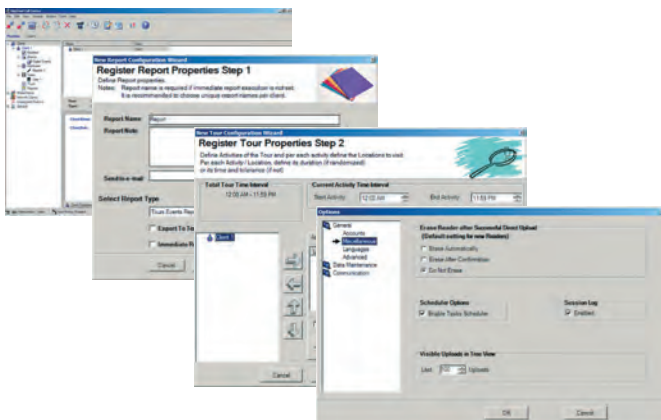 New Report Configuration Wizard
Register Report Properties Step 1
Define Report properties.
Notes: Report name is required if immediate report execution is not set.
It is recommended to choose unique report names per client.
Report Name: Report
Report Note
Send to e-mail
Select Report Type
Tours Events Rep
Export To Te
Immediate R
Cancel
New Tour Configuration Wizard
Register Tour Properties Step 2
Define Activities of the Tour and per each activity define the Locations to visit.
Per each Activity / Location, define its duration (if randomized)
or its time and tolerance (if not)
Total Tour Time Interval
12:00 AM - 11:59 PM
Current Activity Time Interval
Start Activity: 12:00 AM
End Activity: 11:59 PM
Client 1
Cancel
Options
General
Accounts
Miscellaneous
Languages
Advanced
Data Maintenance
Communication
Erase Reader after Successful Direct Upload
(Default setting for new Readers)
Erase Automatically
Erase After Confirmation
Do Not Erase
Scheduler Options
Enable Tasks Scheduler
Session Log
Enabled
Visible Uploads in Tree View
Last
Uploads
OK
Cancel